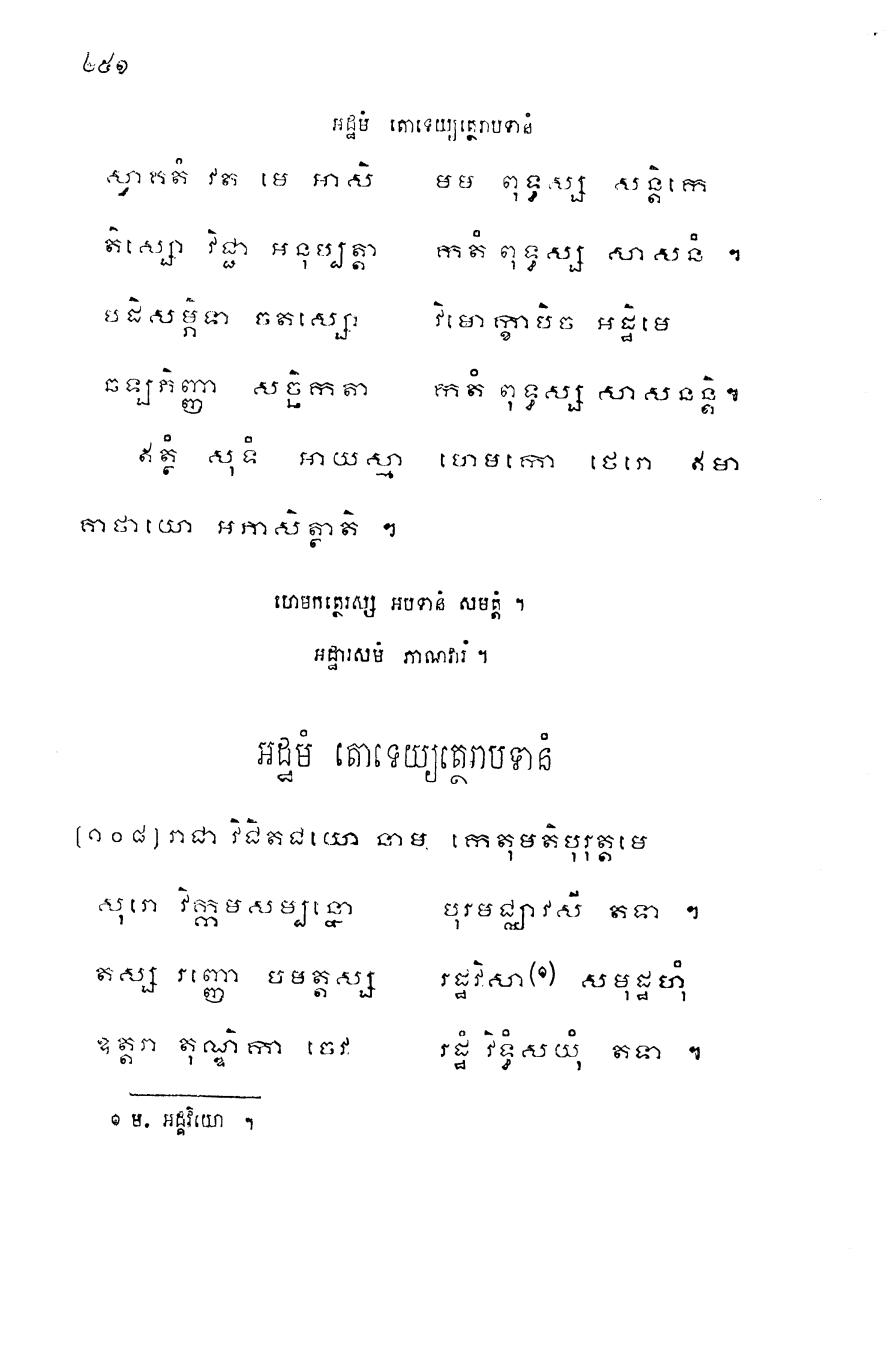 ២៥១
អដ្ឋមំ តោទេយ្យត្ថេរាបទានំ
ស្វាគតំ វត មេ អាសិ មម ពុទ្ធស្ស សន្តិកេ
តិស្សោ វិជ្ជា អនុប្បត្តា កតំ ពុទ្ធស្ស សាសនំ ។
បដិសម្ភិទា ចតស្សោ វិមោក្ខាបិច អដ្ឋិមេ
ឆឡភិញ្ញា សច្ឆិកតា កតំ ពុទ្ធស្ស សាសនន្តិ។
ឥត្ថំ សុទំ អាយស្មា ហេមកោ ថេរោ ឥមា
គាថាយោ អភាសិត្ថាតិ ។
ហេមកត្ថេរស្ស អបទានំ សមត្តំ ។
អដ្ឋារសមំ ភាណវារំ ។
អដ្ឋមំ តោទេយ្យត្ថេរាបទានំ
[១០៨] រាជា វិជិតជយោ នាម កេតុមតិបុរុត្តមេ
សុរោ វិក្កមសម្បន្នោ បុរមជ្ឈាវសី តទា ។
តស្ស រញ្ញោ បមត្តស្ស រដ្ឋវិសា(១) សមុដ្ឋហុំ
ឧត្តរា តុណ្ឌិកា ចេវ រដ្ឋំ វិទ្ធំសយុំ តទា ។
១ ម. អដ្ឋវិយោ ។